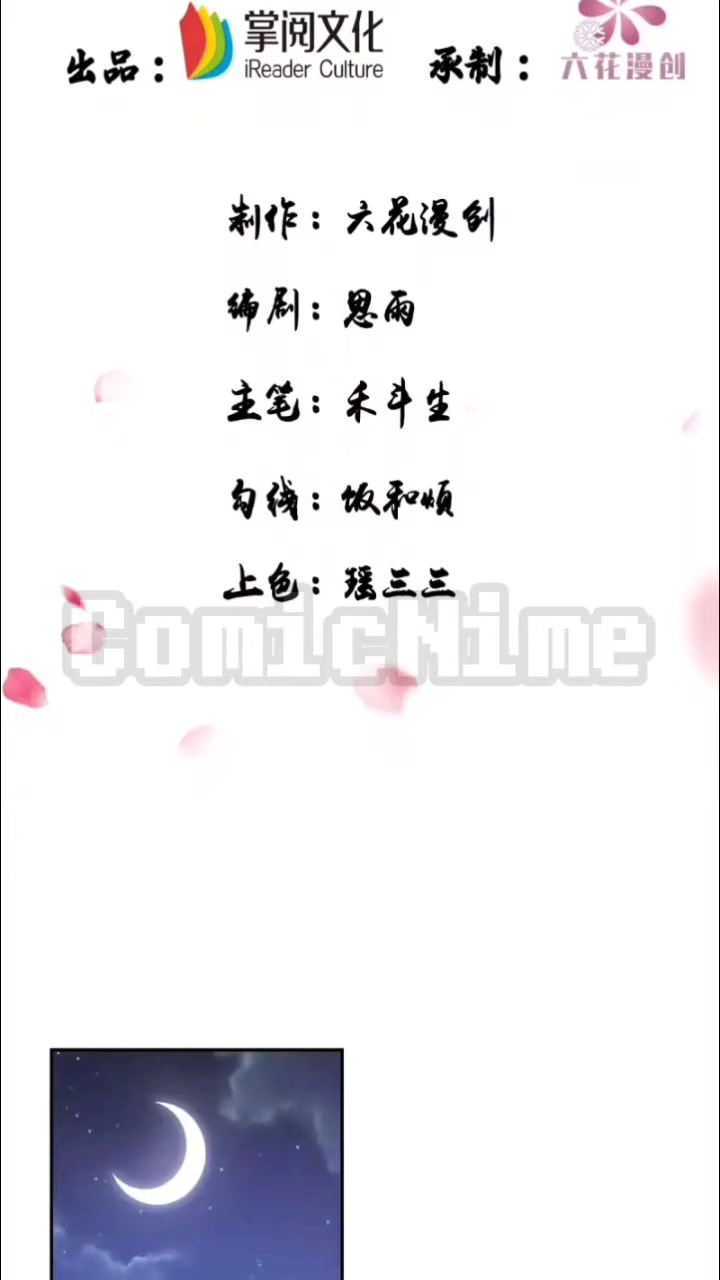 出品：掌阅文化 承制：
iReader Culture 六花漫创
制作：六花漫创
编剧：思雨
主笔：禾斗生
勾线：饭和烦
上色：瑶三三
ComicNime